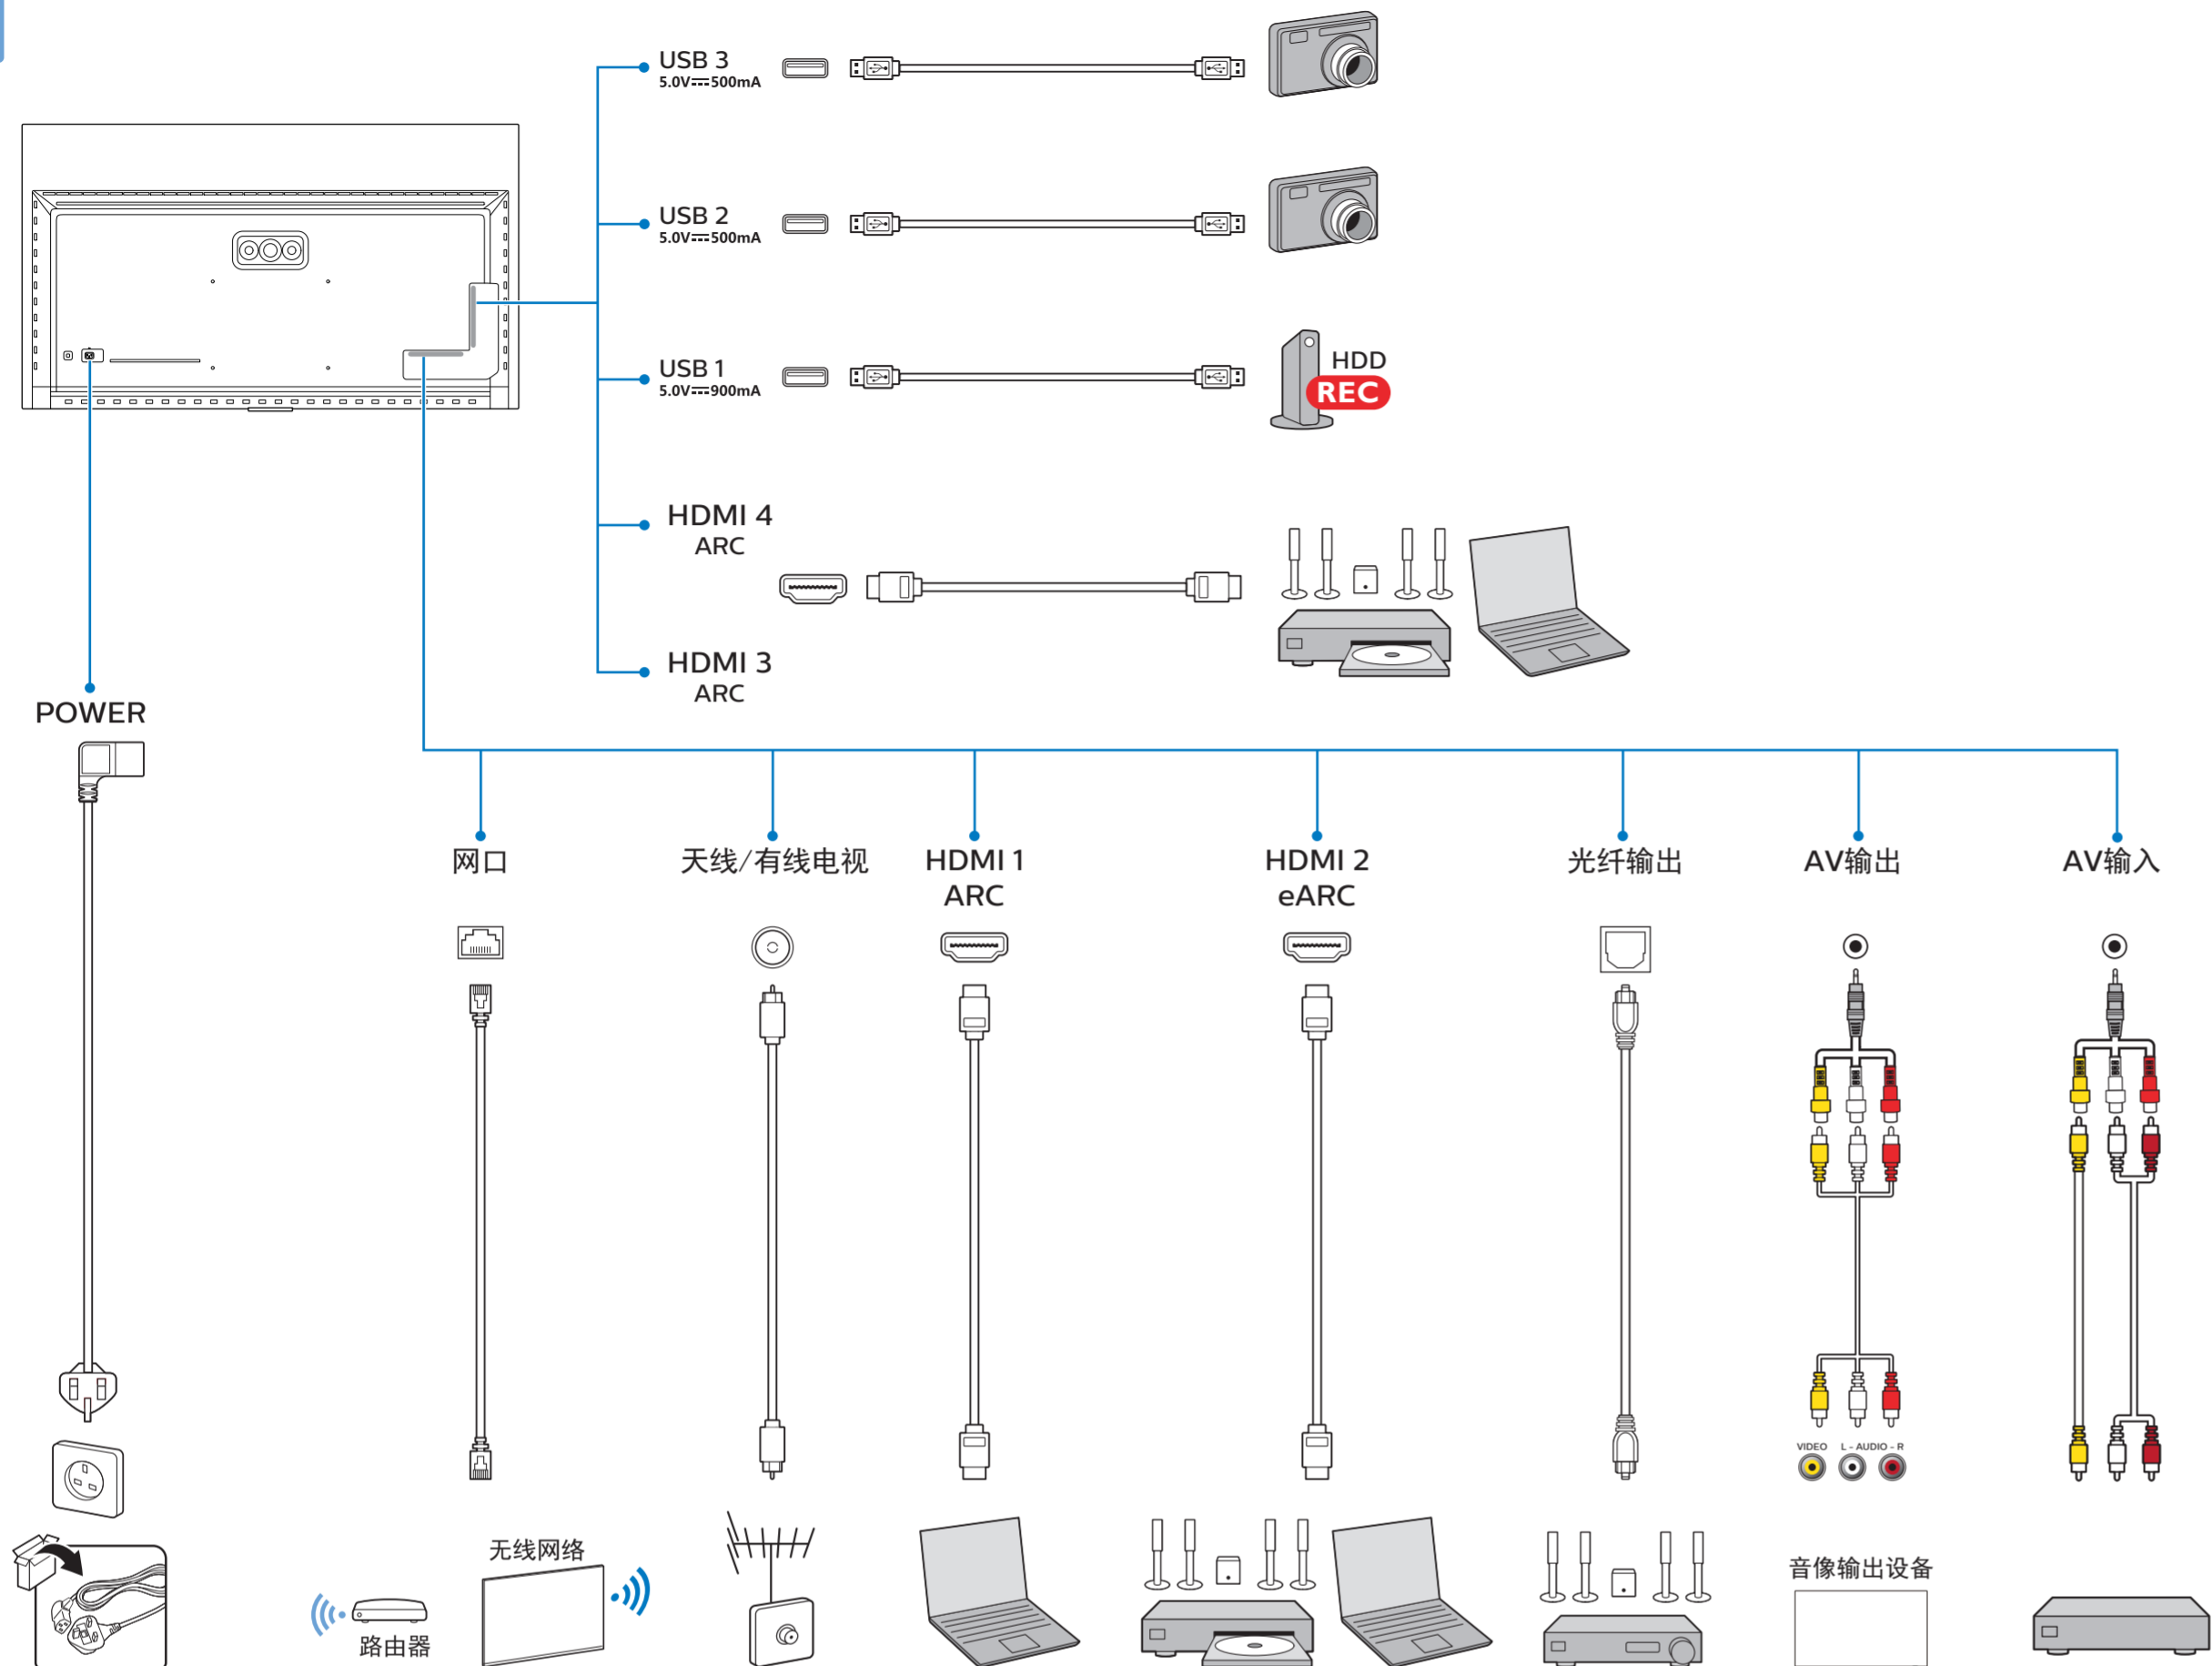 USB 3
5.0V⎓500mA
USB 2
5.0V⎓500mA
USB 1
5.0V⎓900mA
HDD
REC
HDMI 4
ARC
HDMI 3
ARC
POWER
网口
天线/有线电视
HDMI 1
ARC
HDMI 2
eARC
光纤输出
AV输出
AV输入
VIDEO L - AUDIO - R
无线网络
路由器
音像输出设备